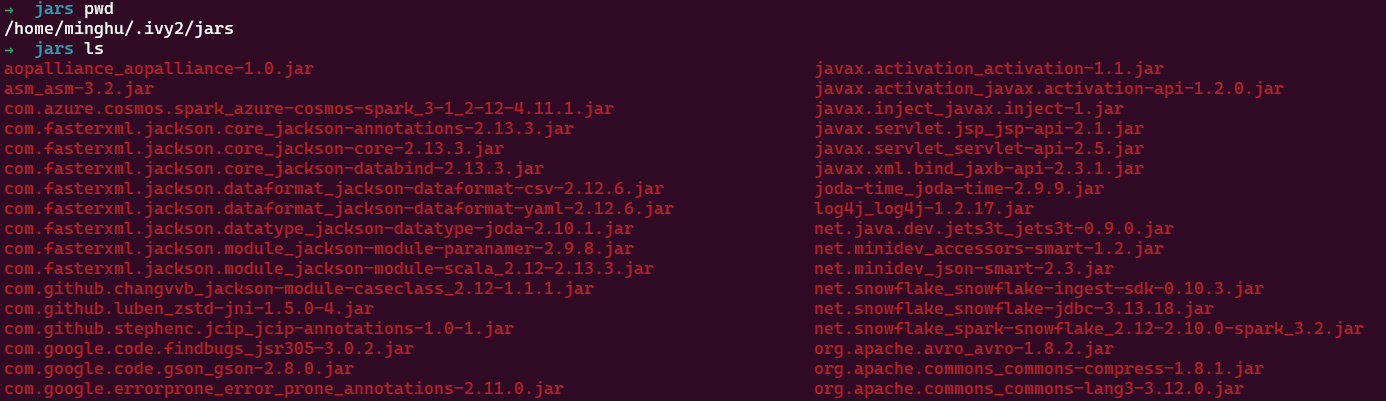 → jars pwd
/home/minghu/.ivy2/jars
→ jars ls
aopalliance_aopalliance-1.0.jar javax.activation_activation-1.1.jar
asm_asm-3.2.jar javax.activation_javax.activation-api-1.2.0.jar
com.azure.cosmos.spark_azure-cosmos-spark_3-1_2-12-4.11.1.jar javax.inject_javax.inject-1.jar
com.fasterxml.jackson.core_jackson-annotations-2.13.3.jar javax.servlet.jsp_jsp-api-2.1.jar
com.fasterxml.jackson.core_jackson-core-2.13.3.jar javax.servlet_servlet-api-2.5.jar
com.fasterxml.jackson.core_jackson-databind-2.13.3.jar javax.xml.bind_jaxb-api-2.3.1.jar
com.fasterxml.jackson.dataformat_jackson-dataformat-csv-2.12.6.jar joda-time_joda-time-2.9.9.jar
com.fasterxml.jackson.dataformat_jackson-dataformat-yaml-2.12.6.jar log4j_log4j-1.2.17.jar
com.fasterxml.jackson.datatype_jackson-datatype-joda-2.10.1.jar net.java.dev.jets3t_jets3t-0.9.0.jar
com.fasterxml.jackson.module_jackson-module-paranamer-2.9.8.jar net.minidev_accessors-smart-1.2.jar
com.fasterxml.jackson.module_jackson-module-scala_2.12-2.13.3.jar net.minidev_json-smart-2.3.jar
com.github.changvvb_jackson-module-caseclass_2.12-1.1.1.jar net.snowflake_snowflake-ingest-sdk-0.10.3.jar
com.github.luben_zstd-jni-1.5.0-4.jar net.snowflake_snowflake-jdbc-3.13.18.jar
com.github.stephenc.jcip_jcip-annotations-1.0-1.jar net.snowflake_spark-snowflake_2.12-2.10.0-spark_3.2.jar
com.google.code.findbugs_jsr305-3.0.2.jar org.apache.avro_avro-1.8.2.jar
com.google.code.gson_gson-2.8.0.jar org.apache.commons_commons-compress-1.8.1.jar
com.google.errorprone_error_prone_annotations-2.11.0.jar org.apache.commons_commons-lang3-3.12.0.jar